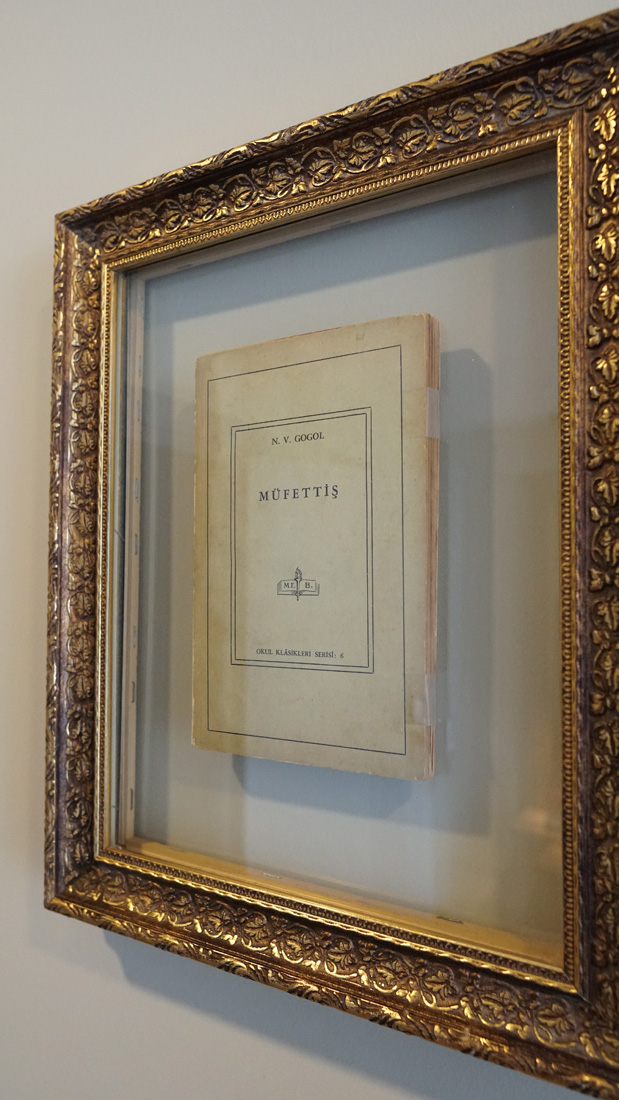 N. V. GOGOL
MÜFETTİŞ
M. E. B.
OKUL KLÂSİKLERİ SERİSİ: 6